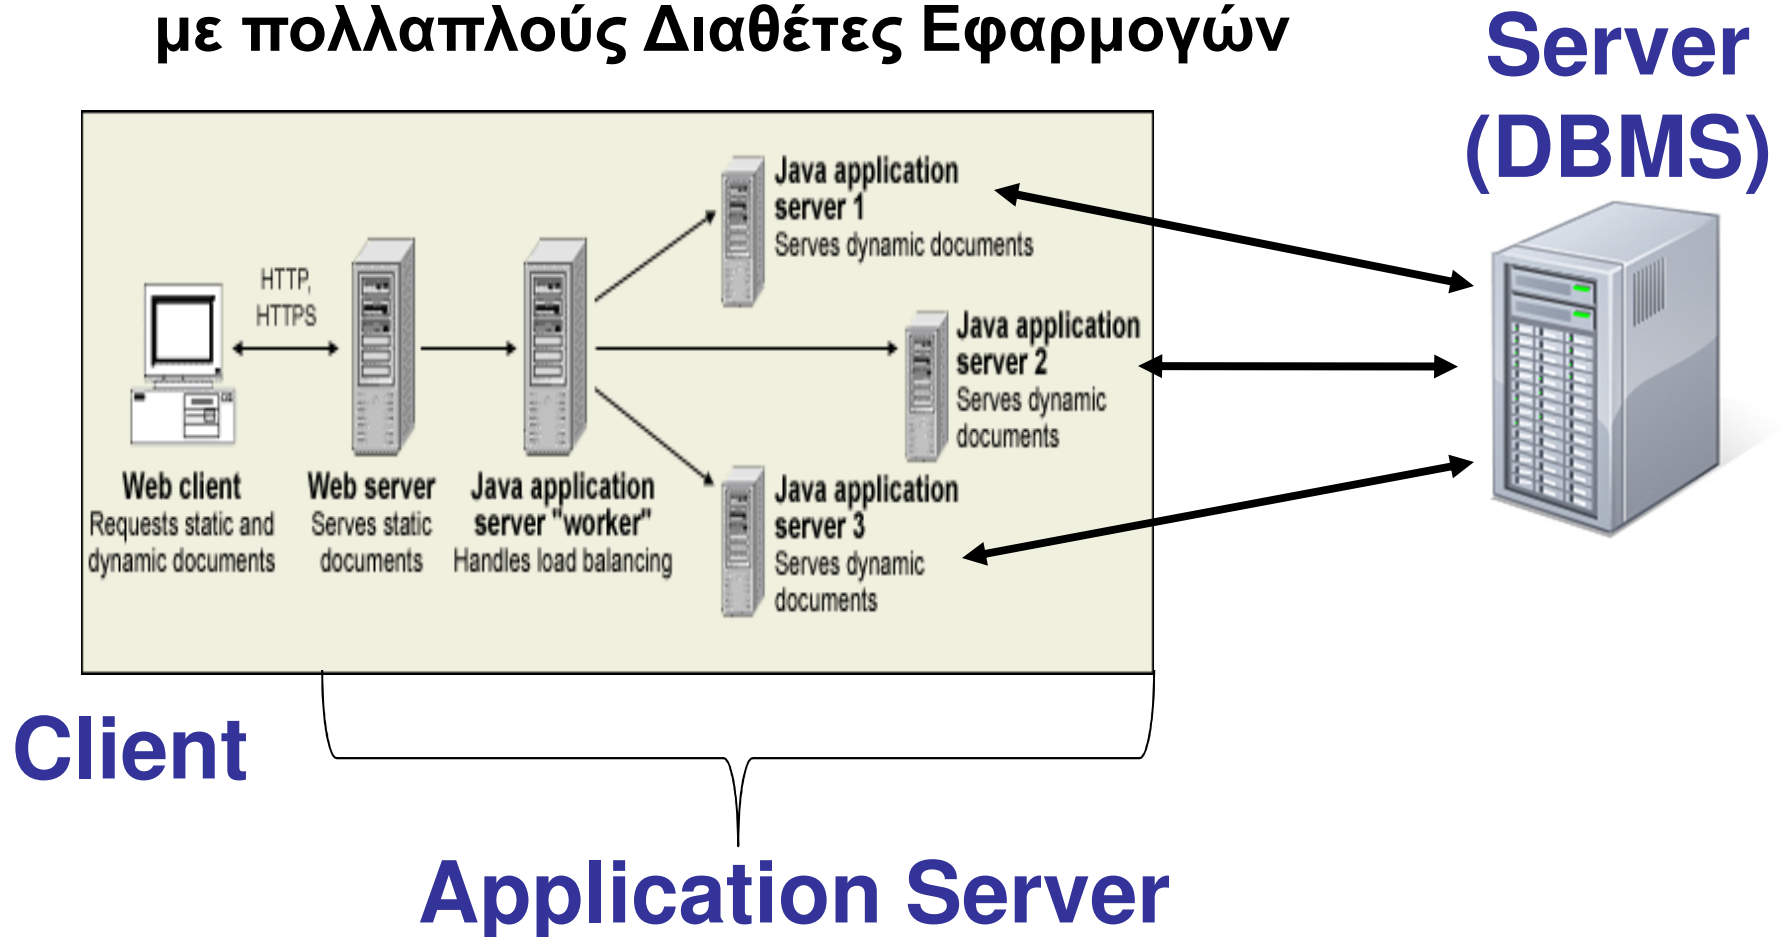 με πολλαπλούς Διαθέτες Εφαρμογών
Server
(DBMS)
Java application
server 1
Serves dynamic documents
HTTP,
HTTPS
Java application
server 2
Serves dynamic
documents
Web client
Requests static and
dynamic documents
Web server
Serves static
documents
Java application
server "worker"
Handles load balancing
Java application
server 3
Serves dynamic
documents
Client
Application Server